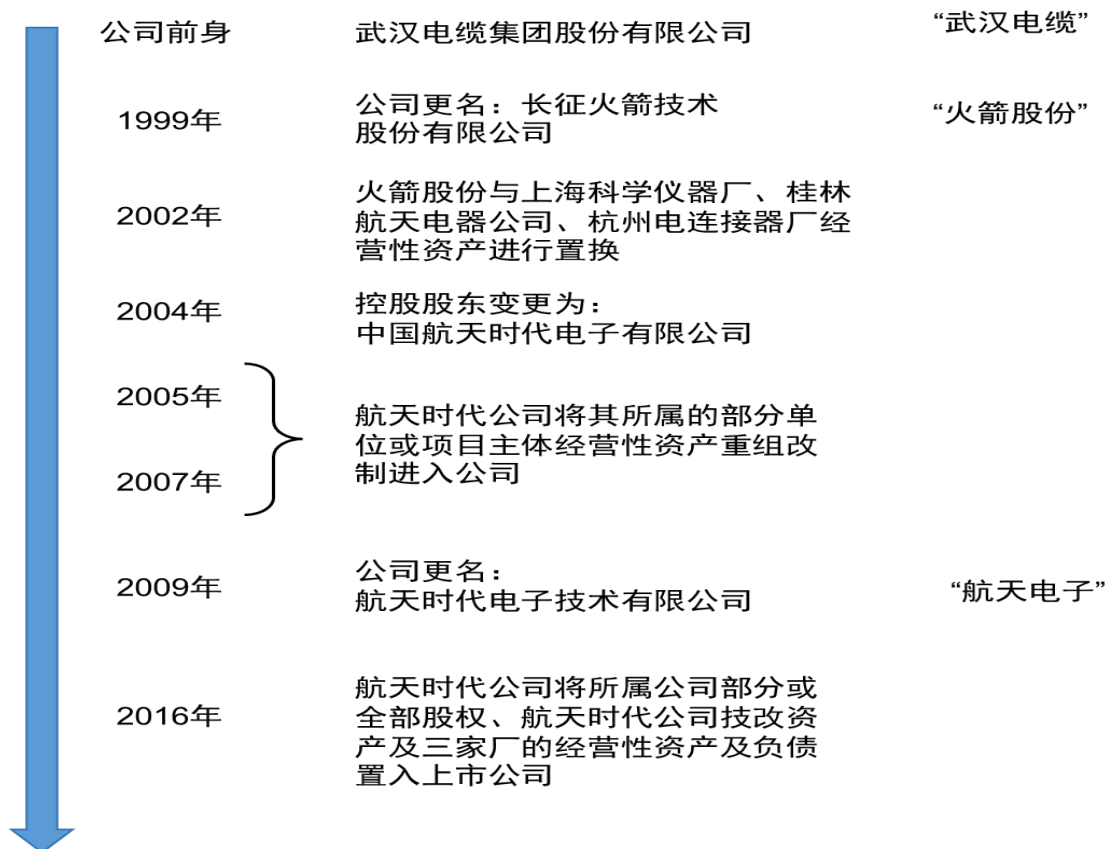 公司前身 武汉电缆集团股份有限公司 “武汉电缆”
1999年 公司更名：长征火箭技术 “火箭股份”
股份有限公司
2002年 火箭股份与上海科学仪器厂、桂林
航天电器公司、杭州电连接器厂经
营性资产进行置换
2004年 控股股东变更为：
中国航天时代电子有限公司
2005年
2007年
航天时代公司将其所属的部分单
位或项目主体经营性资产重组改
制进入公司
2009年 公司更名：
航天时代电子技术有限公司 “航天电子”
2016年 航天时代公司将所属公司部分或
全部股权、航天时代公司技改资
产及三家厂的经营性资产及负债
置入上市公司